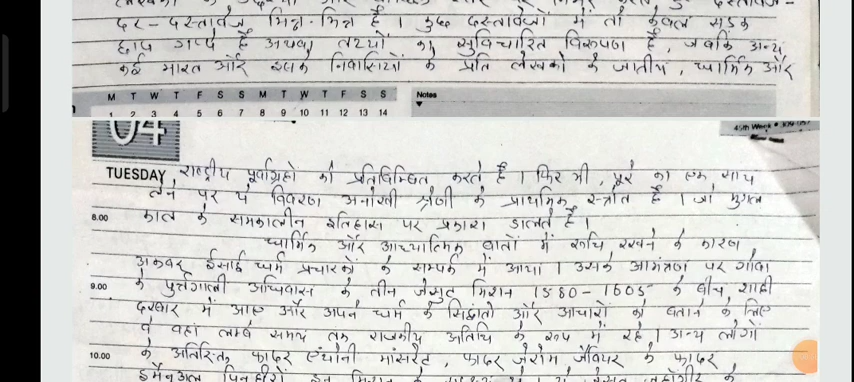 दर-दस्तावेज भिन्न-भिन्न हैं । कुछ दस्तावेजों में तो केवल सड़क
छाप गप्पें हैं अथवा तथ्यों का सुविचारित विरूपण है, जबकि अन्य
कई भारत और इसके निवासियों के प्रति लेखकों के जातीय, धार्मिक और
M T W T F S S M T W T F S S Notes
1 2 3 4 5 6 7 8 9 10 11 12 13 14
04
TUESDAY राष्ट्रीय पूर्वाग्रहों को प्रतिबिम्बित करते हैं । फिर भी, पूरे का एक साथ
लेने पर ये विवरण अनोखी श्रेणी के प्राथमिक स्त्रोत हैं । जो मुगल
8.00 काल के समकालीन इतिहास पर प्रकाश डालते हैं ।
धार्मिक और आध्यात्मिक बातों में रूचि रखने के कारण
अकबर ईसाई धर्म प्रचारकों के सम्पर्क में आया । उसके आमंत्रण पर गोवा
9.00 के पुर्तगाली अधिवास के तीन जेसुत मिशन 1580-1605 के बीच शाही
दरबार में आए और अपने धर्म के सिद्धांतों और आचारों को बताने के लिए
वे वहां लम्बे समय तक राजकीय अतिथि के रूप में रहे । अन्य लोगों
10.00 के अतिरिक्त फादर एंथोनी मांसरेट, फादर जेरोम जेवियर के फादर